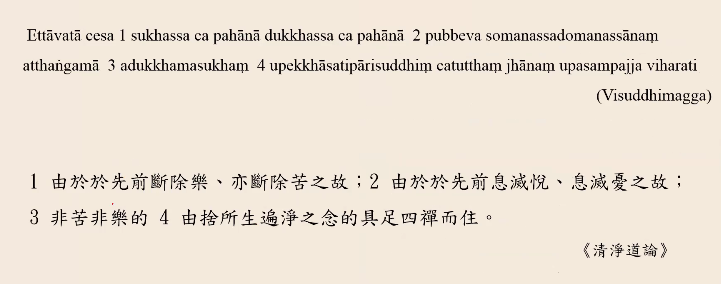 Ettāvatā cesa 1 sukhassa ca pahānā dukkhassa ca pahānā 2 pubbeva somanassadomanassānaṃ
atthaṅgamā 3 adukkhamasukhaṃ 4 upekkhāsatipārisuddhiṃ catutthaṃ jhānaṃ upasampajja viharati
(Visuddhimagga)
1 由於於先前斷除樂、亦斷除苦之故；2 由於於先前息滅悅、息滅憂之故；
3 非苦非樂的 4 由捨所生遍淨之念的具足四禪而住。
《清淨道論》